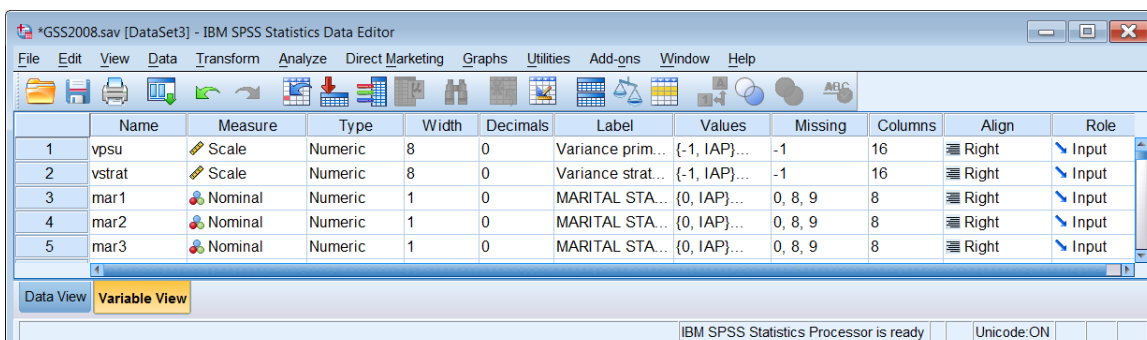 *GSS2008.sav [DataSet3] - IBM SPSS Statistics Data Editor
File Edit View Data Transform Analyze Direct Marketing Graphs Utilities Add-ons Window Help
Name Measure Type Width Decimals Label Values Missing Columns Align Role
1 vpsu Scale Numeric 8 0 Variance prim... {-1, IAP}... -1 16 Right Input
2 vstrat Scale Numeric 8 0 Variance strat... {-1, IAP}... -1 16 Right Input
3 mar1 Nominal Numeric 1 0 MARITAL STA... {0, IAP}... 0, 8, 9 8 Right Input
4 mar2 Nominal Numeric 1 0 MARITAL STA... {0, IAP}... 0, 8, 9 8 Right Input
5 mar3 Nominal Numeric 1 0 MARITAL STA... {0, IAP}... 0, 8, 9 8 Right Input
Data View Variable View
IBM SPSS Statistics Processor is ready Unicode:ON